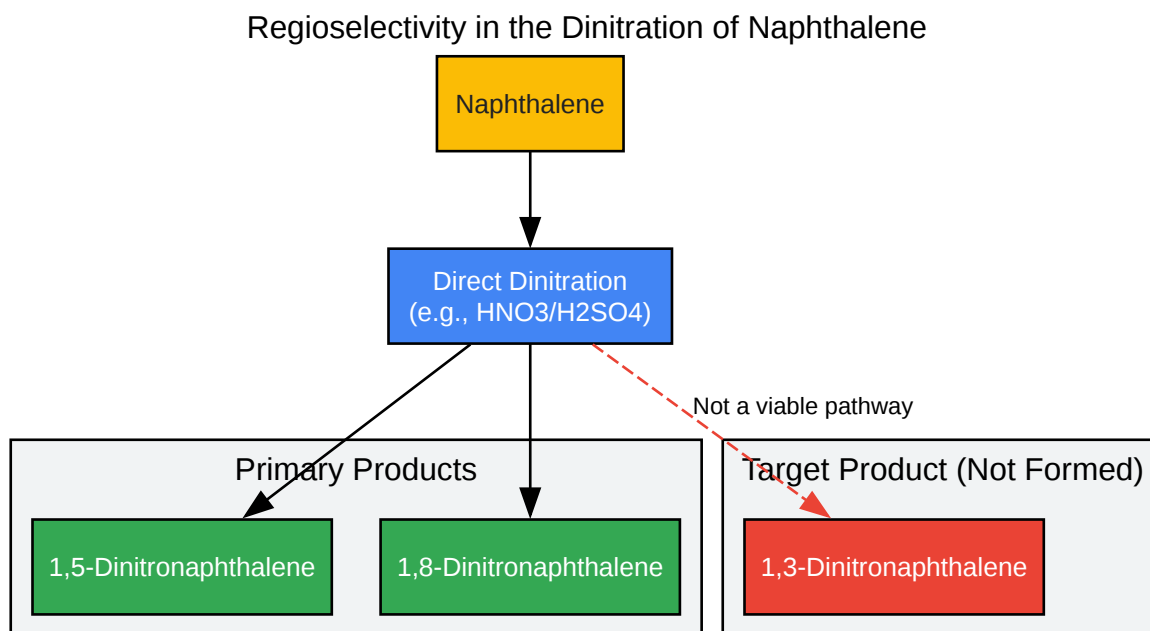 Regioselectivity in the Dinitration of Naphthalene
Naphthalene
Direct Dinitration
(e.g., HNO3/H2SO4)
Not a viable pathway
Primary Products
Target Product (Not Formed)
1,5-Dinitronaphthalene
1,8-Dinitronaphthalene
1,3-Dinitronaphthalene